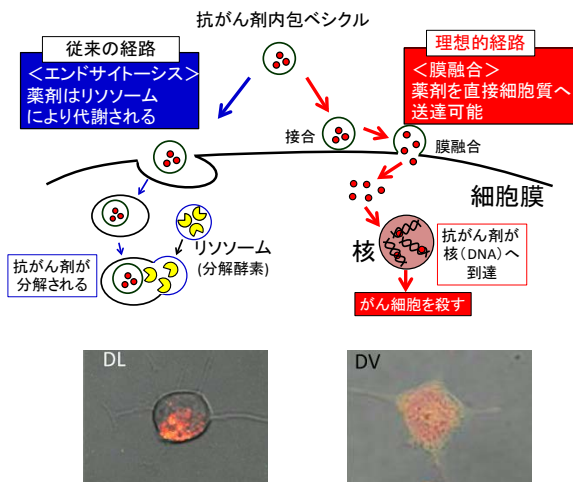 抗がん剤内包ベシクル
従来の経路
＜エンドサイトーシス＞
薬剤はリソソーム
により代謝される
理想的経路
＜膜融合＞
薬剤を直接細胞質へ
送達可能
接合
膜融合
細胞膜
リソソーム
(分解酵素)
抗がん剤が
分解される
核
抗がん剤が
核（DNA）へ
到達
がん細胞を殺す
DL
DV